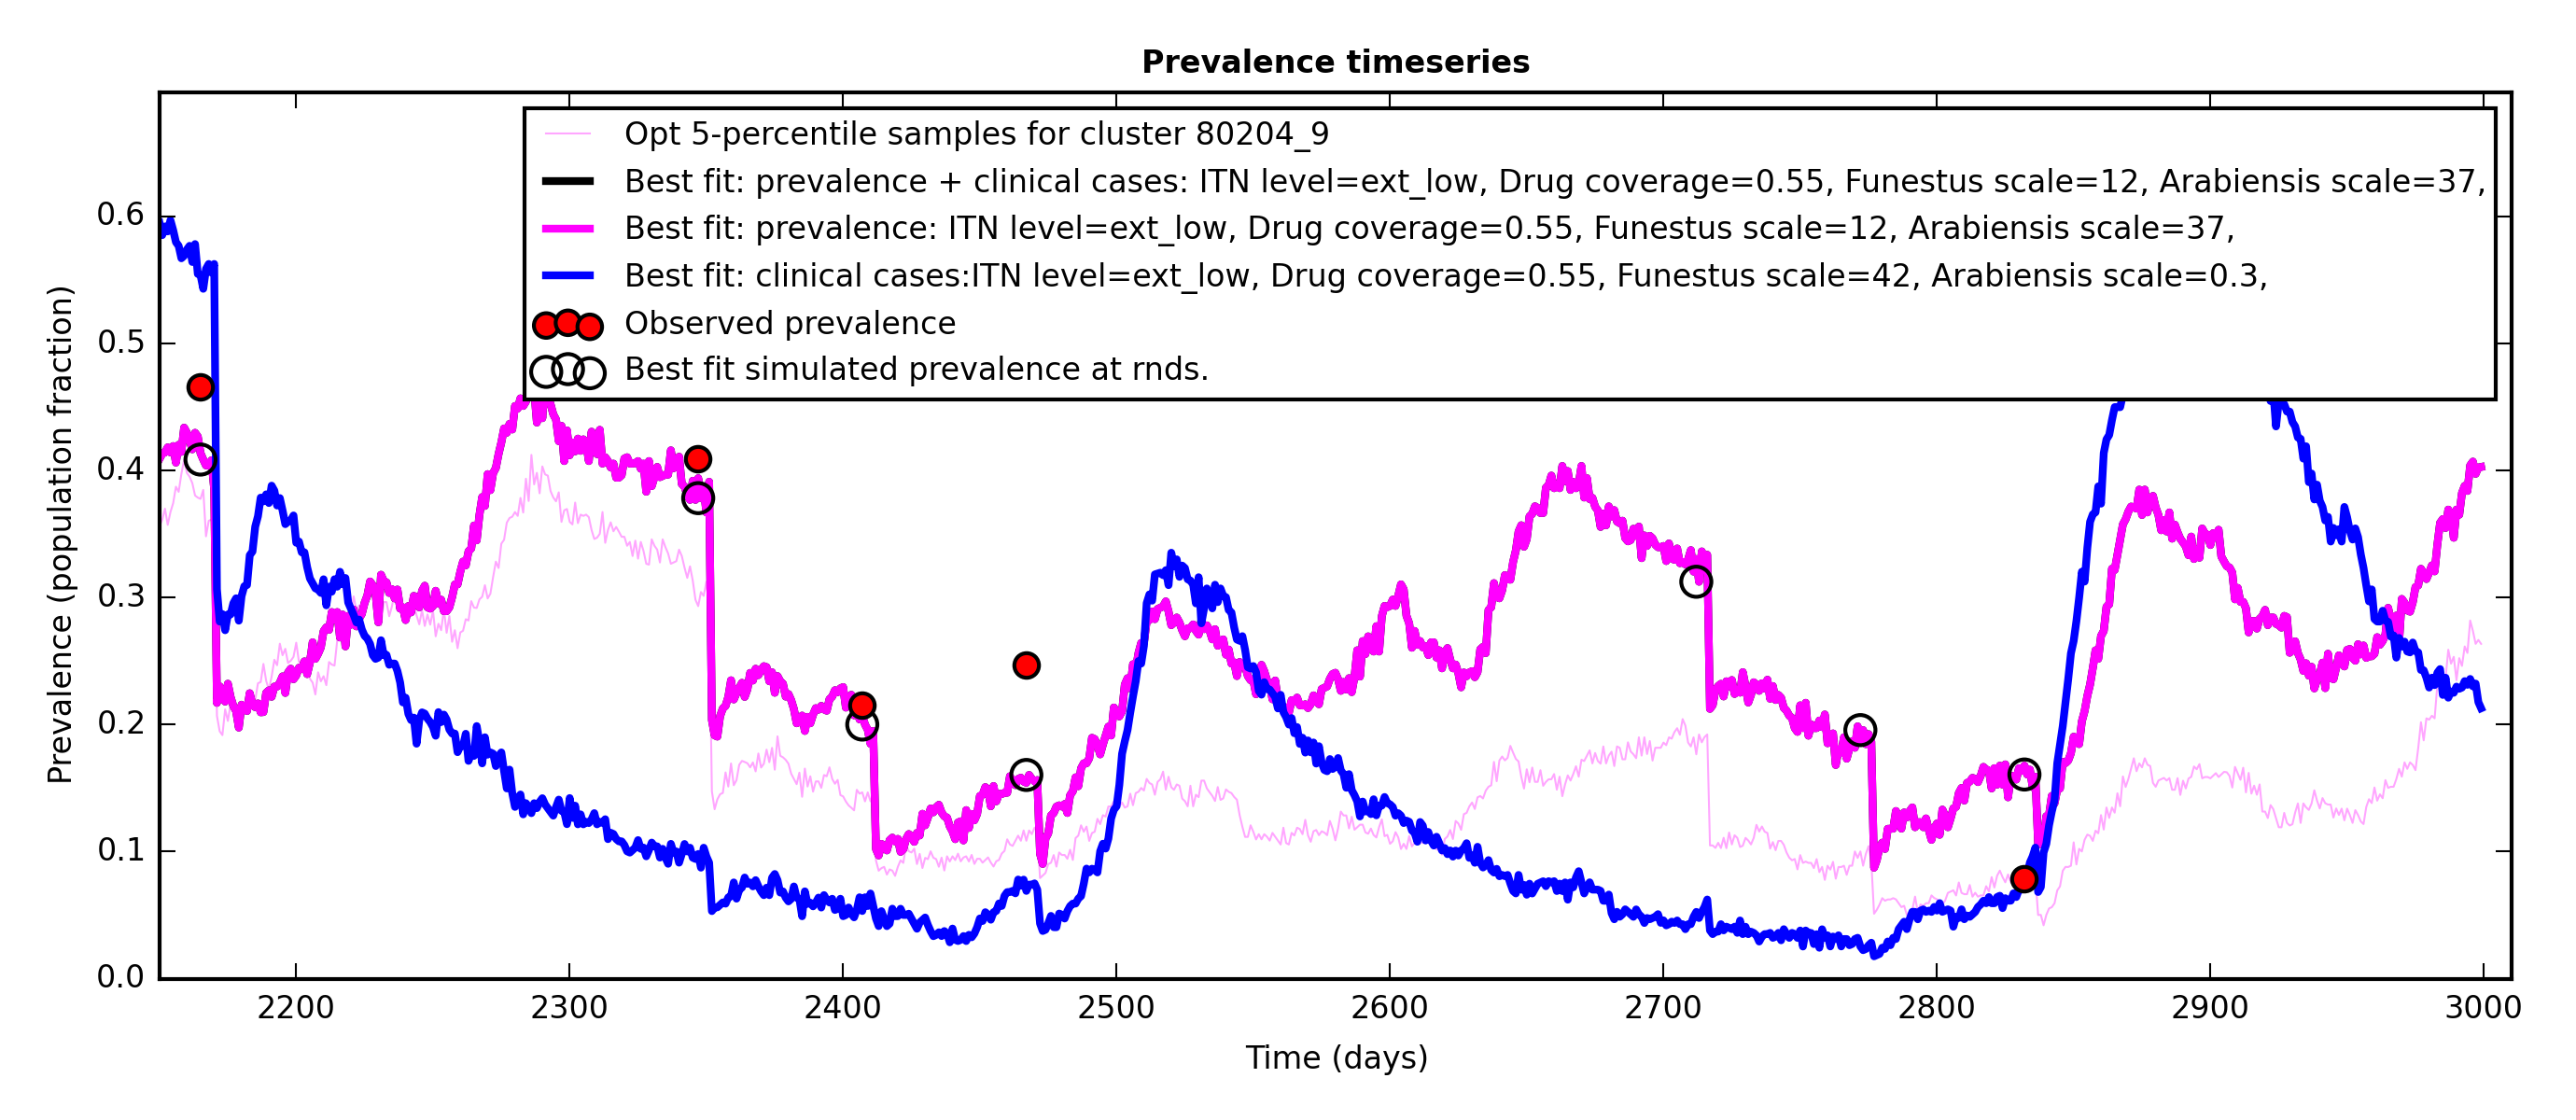 Prevalence timeseries
Opt 5-percentile samples for cluster 80204_9
Best fit: prevalence + clinical cases: ITN level=ext_low, Drug coverage=0.55, Funestus scale=12, Arabiensis scale=37,
Best fit: prevalence: ITN level=ext_low, Drug coverage=0.55, Funestus scale=12, Arabiensis scale=37,
Best fit: clinical cases:ITN level=ext_low, Drug coverage=0.55, Funestus scale=42, Arabiensis scale=0.3,
Observed prevalence
Best fit simulated prevalence at rnds.
Prevalence (population fraction)
0.6
0.5
0.4
0.3
0.2
0.1
0.0
2200 2300 2400 2500 2600 2700 2800 2900 3000
Time (days)